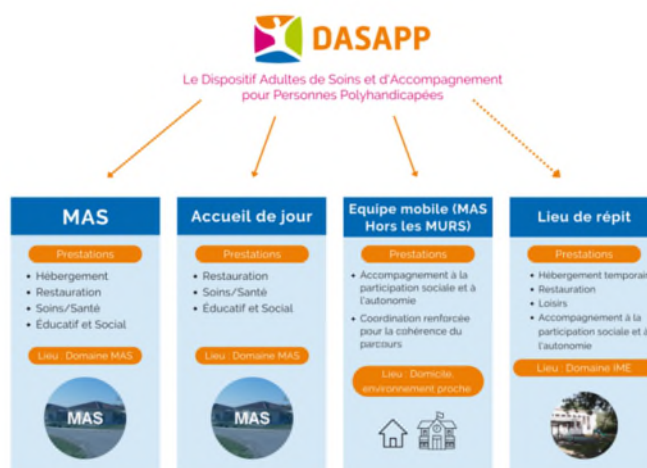 DASAPP
Le Dispositif Adultes de Soins et d'Accompagnement
pour Personnes Polyhandicapées
MAS
Prestations
• Hébergement
• Restauration
• Soins/Santé
• Éducatif et Social
Lieu : Domaine MAS
MAS
Accueil de jour
Prestations
• Restauration
• Soins/Santé
• Éducatif et Social
Lieu : Domaine MAS
MAS
Equipe mobile (MAS
Hors les MURS)
Prestations
Accompagnement à la
participation sociale et à
l'autonomie
Coordination renforcée
pour la cohérence du
parcours
Lieu : Domicile,
environnement proche
Lieu de répit
Prestations
• Hébergement temporair
• Restauration
• Loisirs
• Accompagnement à la
participation sociale et à
l'autonomie
Lieu : Domaine IME